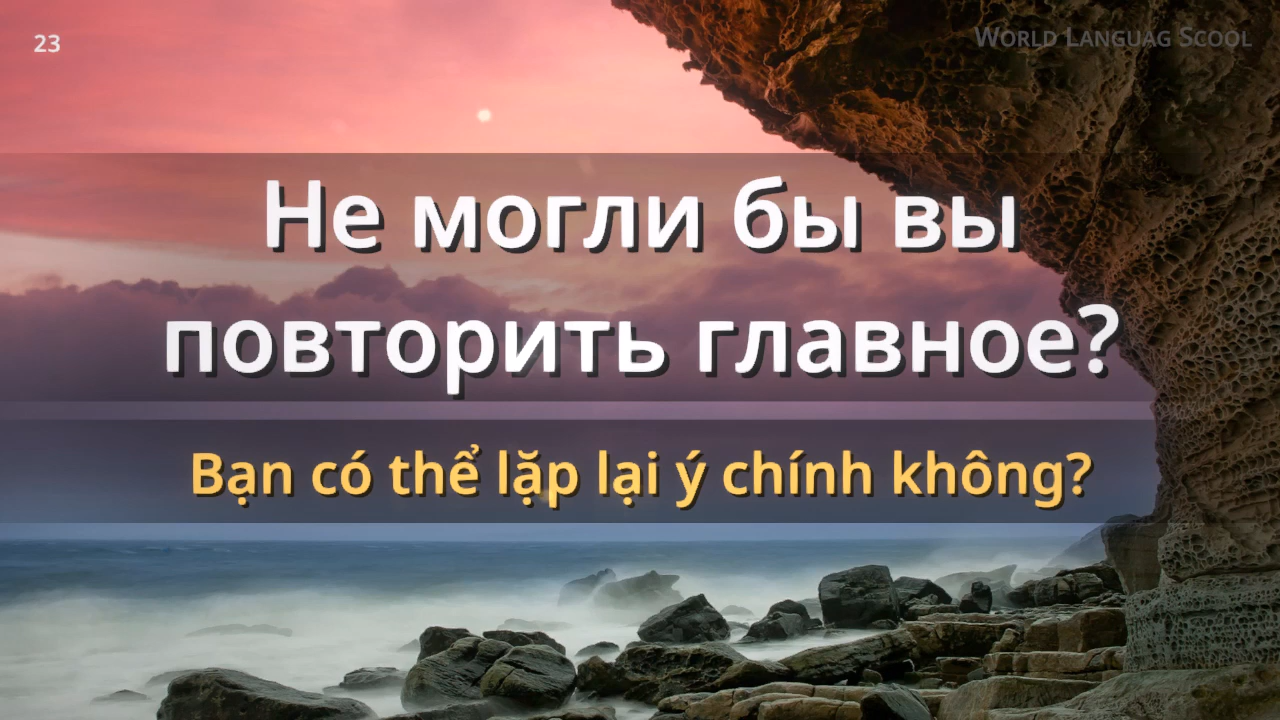 23
World Languag Scool
Не могли бы вы
повторить главное?
Bạn có thể lặp lại ý chính không?